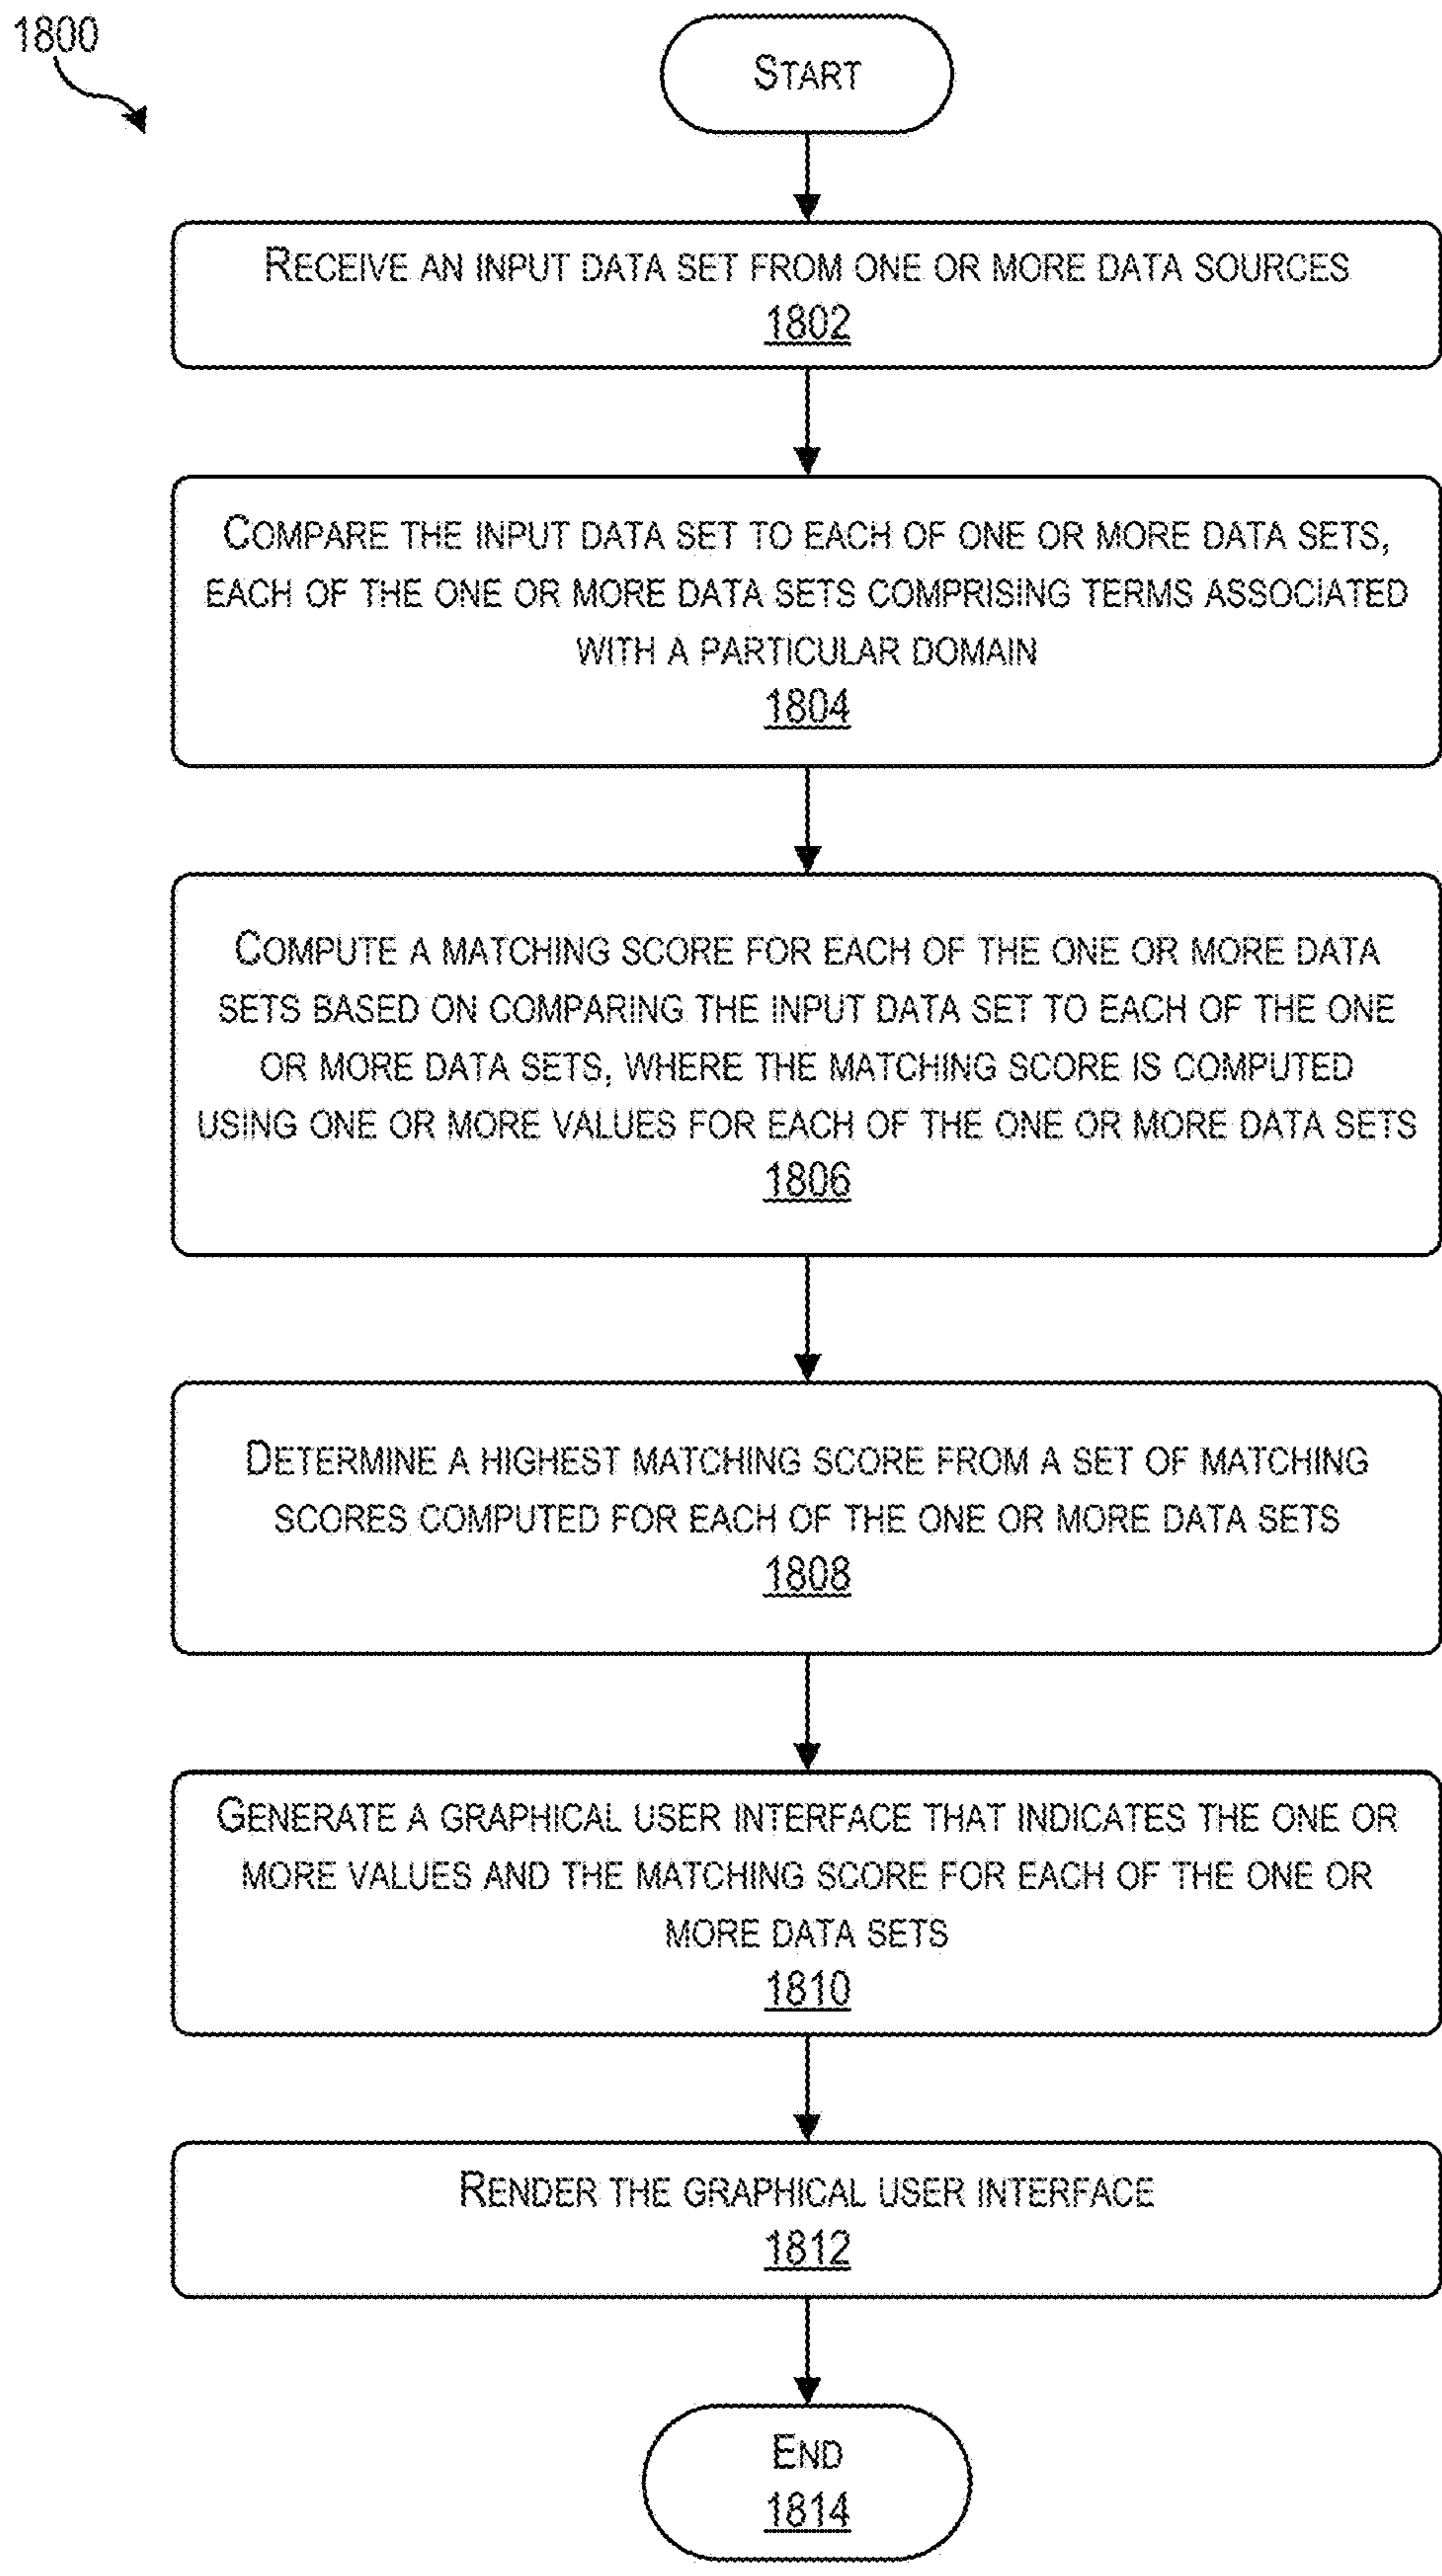 1800
START
RECEIVE AN INPUT DATA SET FROM ONE OR MORE DATA SOURCES
1802
COMPARE THE INPUT DATA SET TO EACH OF ONE OR MORE DATA SETS,
EACH OF THE ONE OR MORE DATA SETS COMPRISING TERMS ASSOCIATED
WITH A PARTICULAR DOMAIN
1804
COMPUTE A MATCHING SCORE FOR EACH OF THE ONE OR MORE DATA
SETS BASED ON COMPARING THE INPUT DATA SET TO EACH OF THE ONE
OR MORE DATA SETS, WHERE THE MATCHING SCORE IS COMPUTED
USING ONE OR MORE VALUES FOR EACH OF THE ONE OR MORE DATA SETS
1806
DETERMINE A HIGHEST MATCHING SCORE FROM A SET OF MATCHING
SCORES COMPUTED FOR EACH OF THE ONE OR MORE DATA SETS
1808
GENERATE A GRAPHICAL USER INTERFACE THAT INDICATES THE ONE OR
MORE VALUES AND THE MATCHING SCORE FOR EACH OF THE ONE OR
MORE DATA SETS
1810
RENDER THE GRAPHICAL USER INTERFACE
1812
END
1814